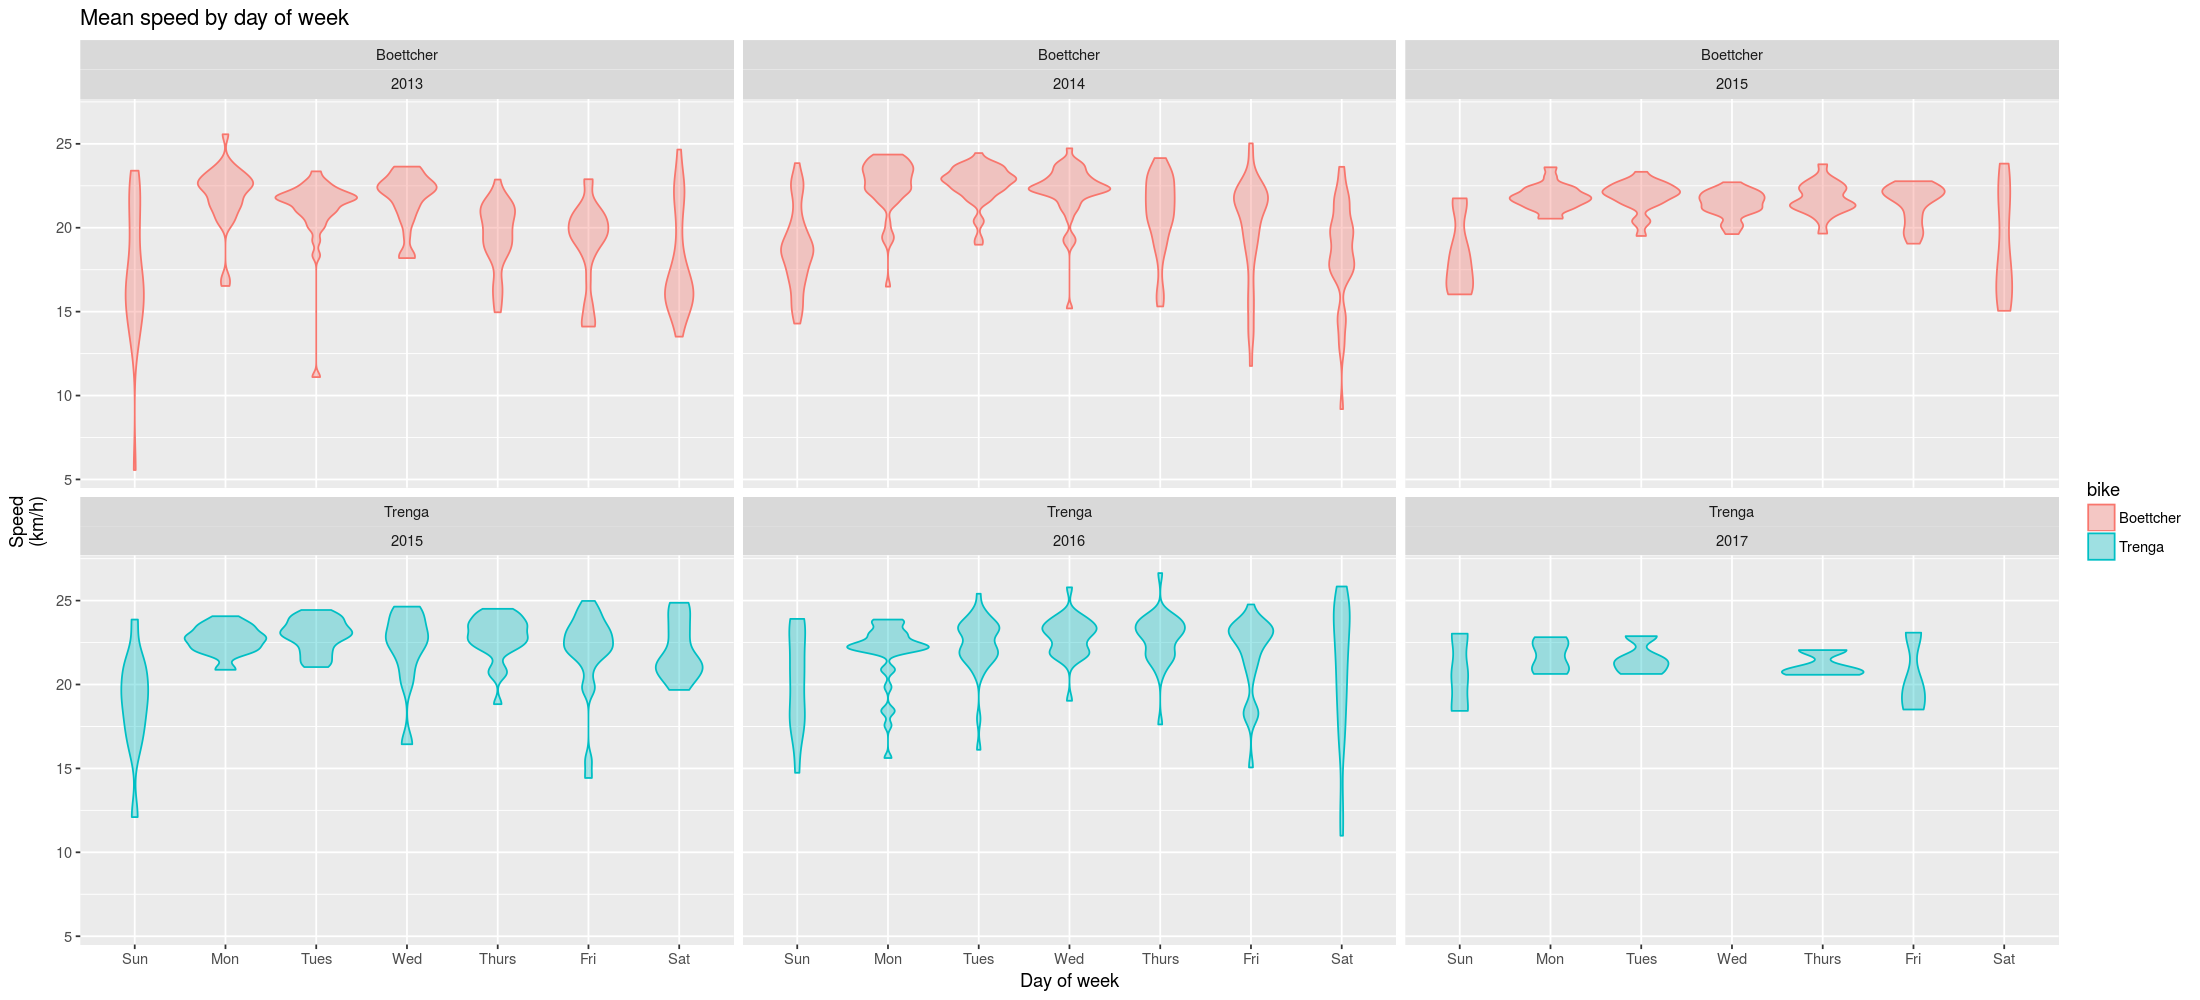 Mean speed by day of week
Boettcher
2013
Boettcher
2014
Boettcher
2015
25
20
15
10
5
Trenga
2015
Trenga
2016
Trenga
2017
25
20
15
10
5
Speed
(km/h)
Sun Mon Tues Wed Thurs Fri Sat
Sun Mon Tues Wed Thurs Fri Sat
Sun Mon Tues Wed Thurs Fri Sat
Day of week
bike
Boettcher
Trenga